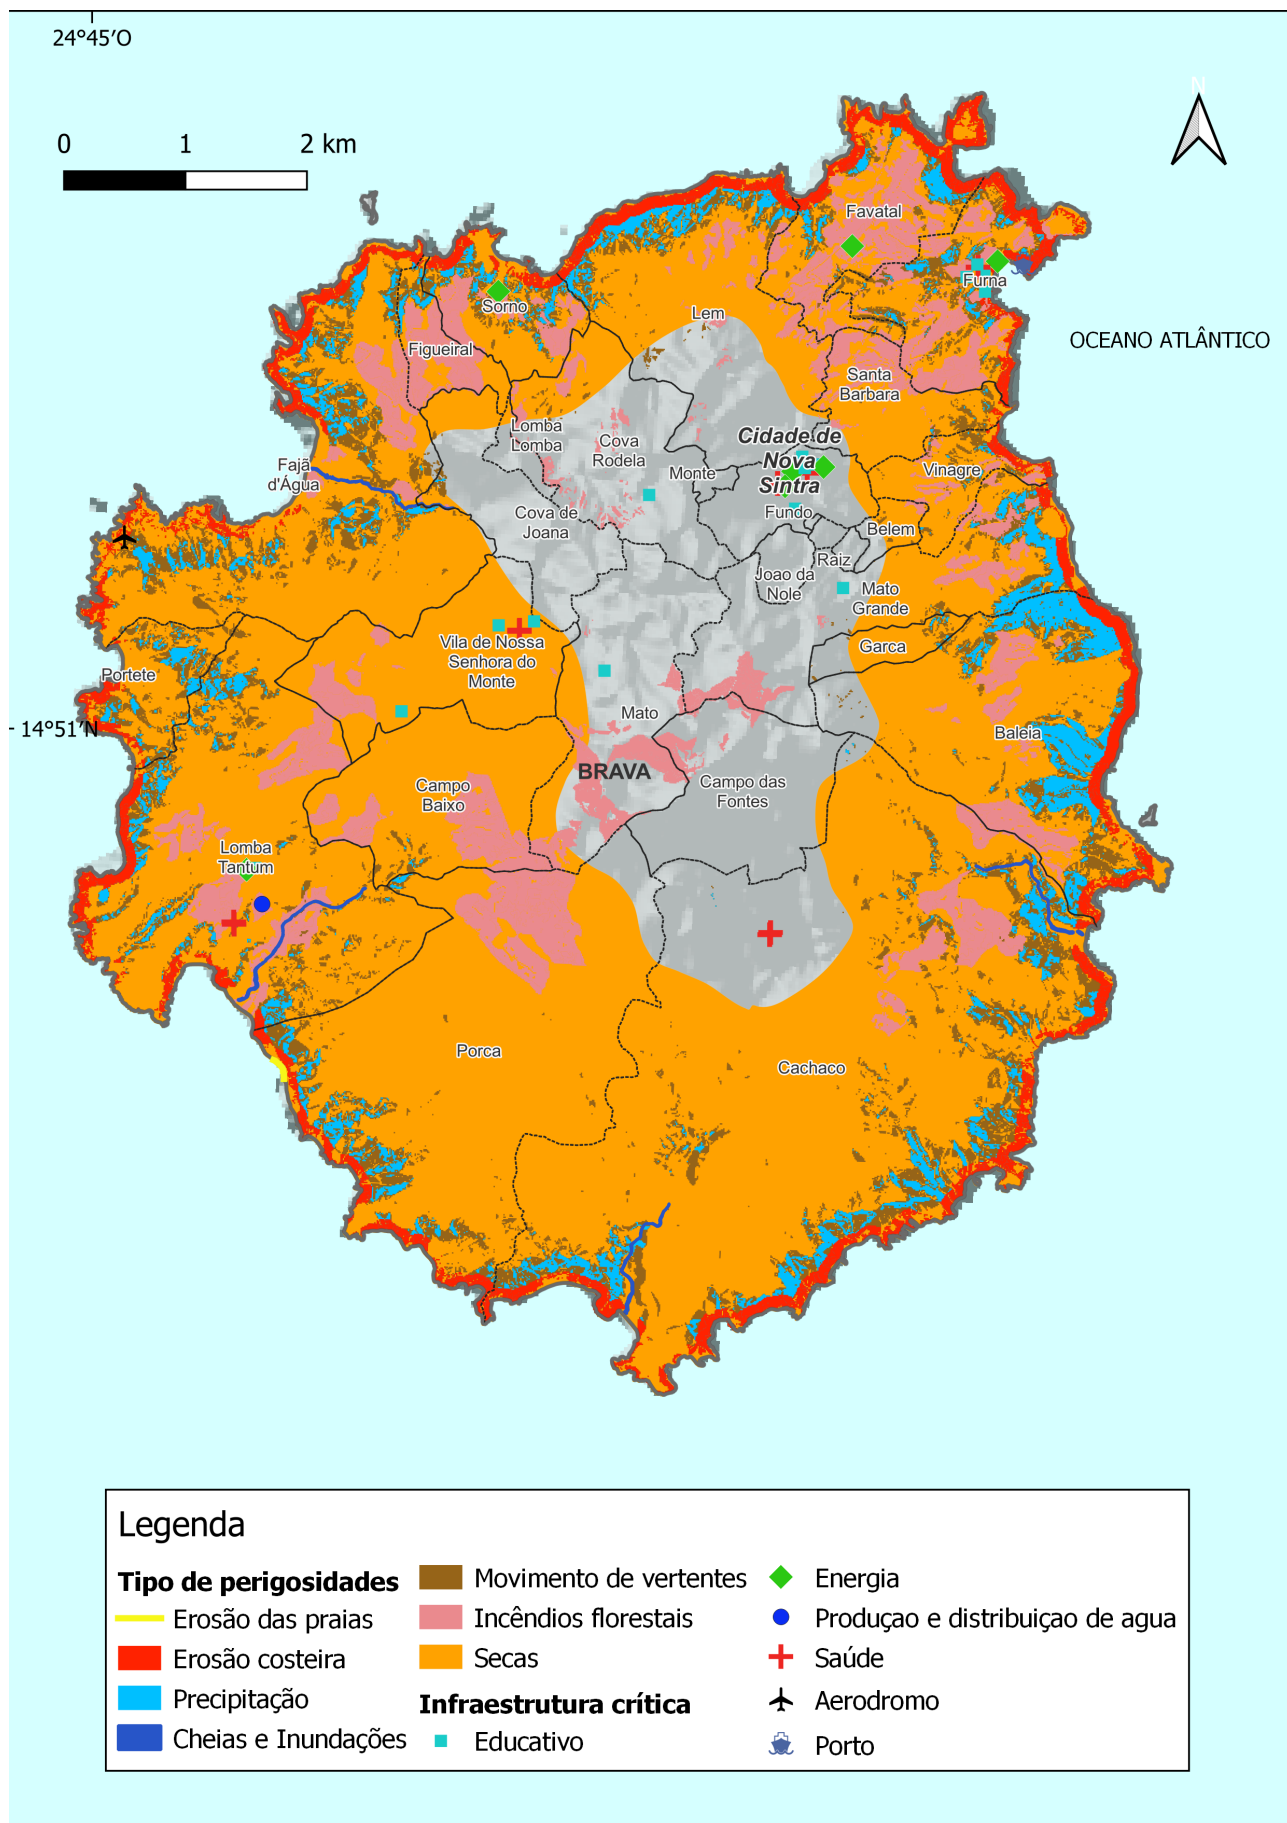 24°45'O
N
0 1 2 km
Favatal
Furna
Sorno
Lem
OCEANO ATLÂNTICO
Figueiral
Santa
Barbara
Lomba
Lomba
Cova
Rodela
Cidade de
Nova
Sintra
Monte
Vinagre
Fajã
d'Água
Cova de
Joana
Fundo
Belem
Raiz
Joao da
Nole
Mato
Grande
Garca
Vila de Nossa
Senhora do
Monte
Portete
Mato
14°51'N
Baleia
BRAVA
Campo
Baixo
Campo das
Fontes
Lomba
Tantum
Porca
Cachaco
Legenda
Tipo de perigosidades
Erosão das praias
Erosão costeira
Precipitação
Cheias e Inundações
Movimento de vertentes
Incêndios florestais
Secas
Infraestrutura crítica
Educativo
Energia
Produçao e distribuiçao de agua
Saúde
Aerodromo
Porto